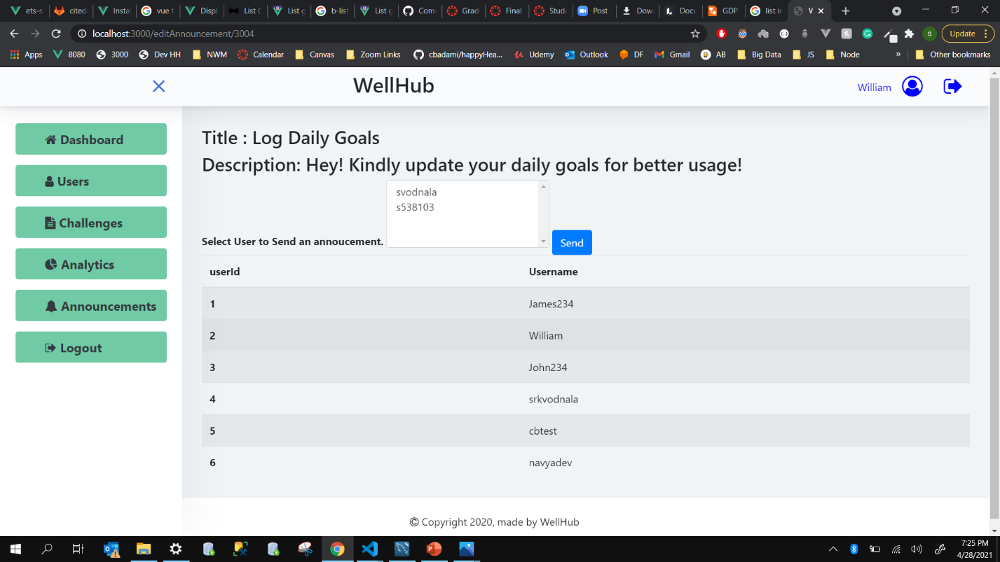 ets-s
cited
Insta
vue t
Displ
List G
List g
b-list
List g
Com
Grad
Final
Stud
Post
Dow
Docu
GDP
list in
localhost:3000/editAnnouncement/3004
S
Update
Apps
8080
3000
Dev HH
NWM
Calendar
Canvas
Zoom Links
cbadami/happyHea...
Udemy
Outlook
DF
Gmail
AB
Big Data
JS
Node
»
Other bookmarks
WellHub
William
Dashboard
Users
Challenges
Analytics
Announcements
Logout
Title : Log Daily Goals
Description: Hey! Kindly update your daily goals for better usage!
svodnala
s538103
Select User to Send an annoucement.
Send
userId Username
1 James234
2 William
3 John234
4 srkvodnala
5 cbtest
6 navyadev
© Copyright 2020, made by WellHub
7:25 PM
4/28/2021